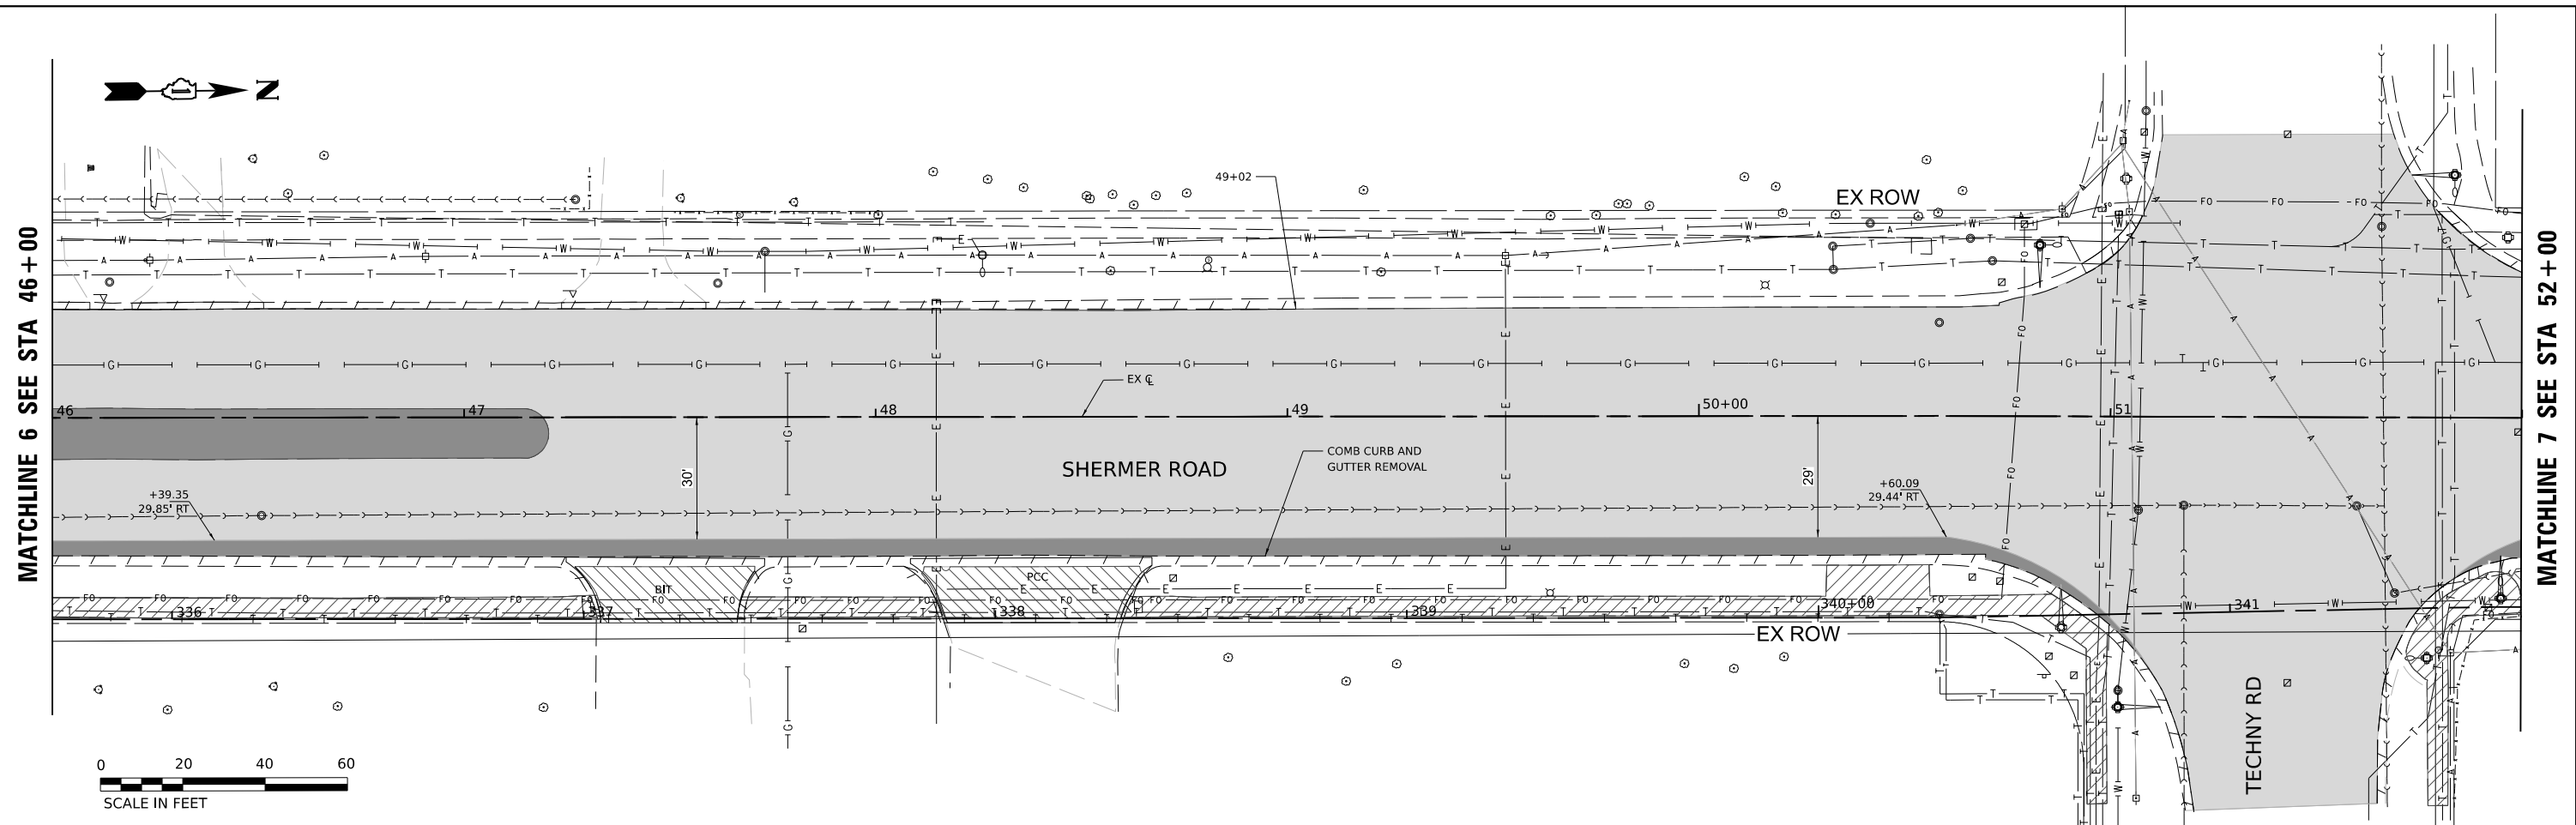 N
MATCHLINE 6 SEE STA 46+00
MATCHLINE 7 SEE STA 52+00
49+02
EX ROW
EX ℄
46
47
48
49
50+00
51
30'
SHERMER ROAD
COMB CURB AND
GUTTER REMOVAL
29'
+39.35
29.85' RT
+60.09
29.44' RT
BIT
PCC
336
337
338
339
340+00
341
EX ROW
TECHNY RD
0 20 40 60
SCALE IN FEET